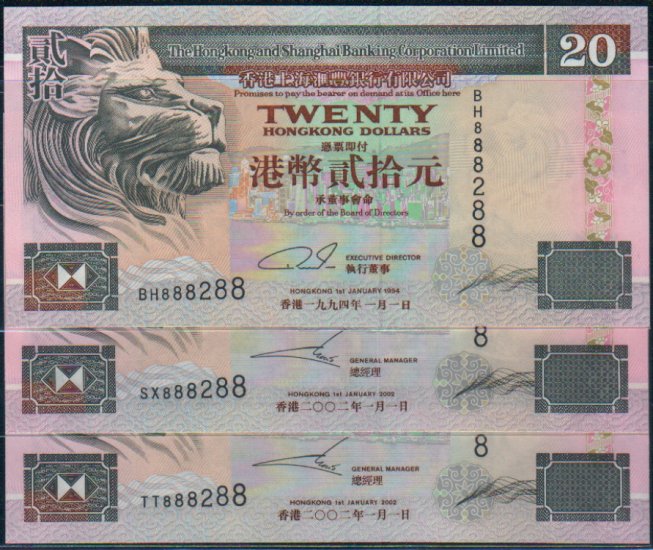 貳拾
The Hongkong and Shanghai Banking Corporation Limited
20
香港上海滙豐銀行有限公司
Promises to pay the bearer on demand at its Office here
TWENTY
HONGKONG DOLLARS
憑票即付
港幣貳拾元
承董事會命
By order of the Board of Directors
BH888288
EXECUTIVE DIRECTOR
執行董事
BH888288
HONGKONG 1st JANUARY 1994
香港一九九四年一月一日
8
GENERAL MANAGER
總經理
SX888288
HONGKONG 1st JANUARY 2002
香港二〇〇二年一月一日
8
GENERAL MANAGER
總經理
TT888288
HONGKONG 1st JANUARY 2002
香港二〇〇二年一月一日